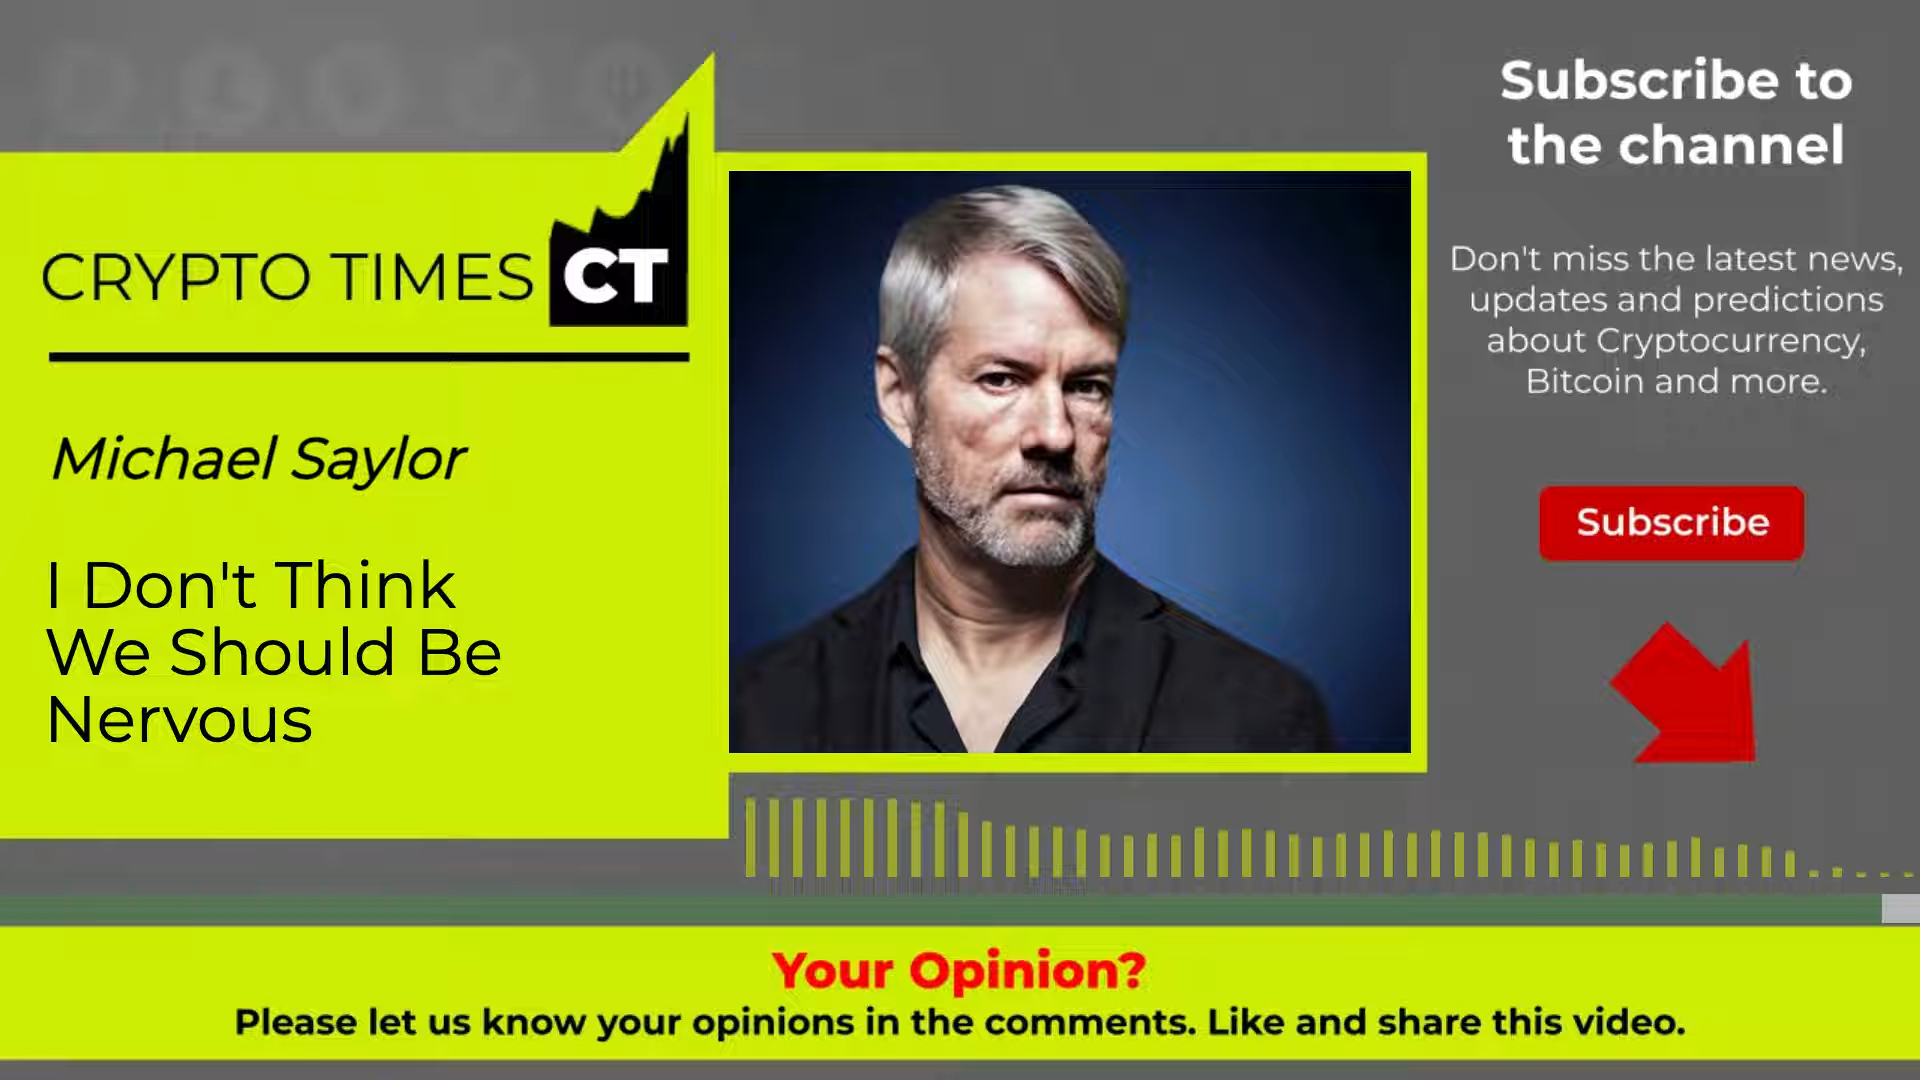 CRYPTO TIMES CT
Michael Saylor
I Don't Think
We Should Be
Nervous
Subscribe to
the channel
Don't miss the latest news,
updates and predictions
about Cryptocurrency,
Bitcoin and more.
Subscribe
Your Opinion?
Please let us know your opinions in the comments. Like and share this video.